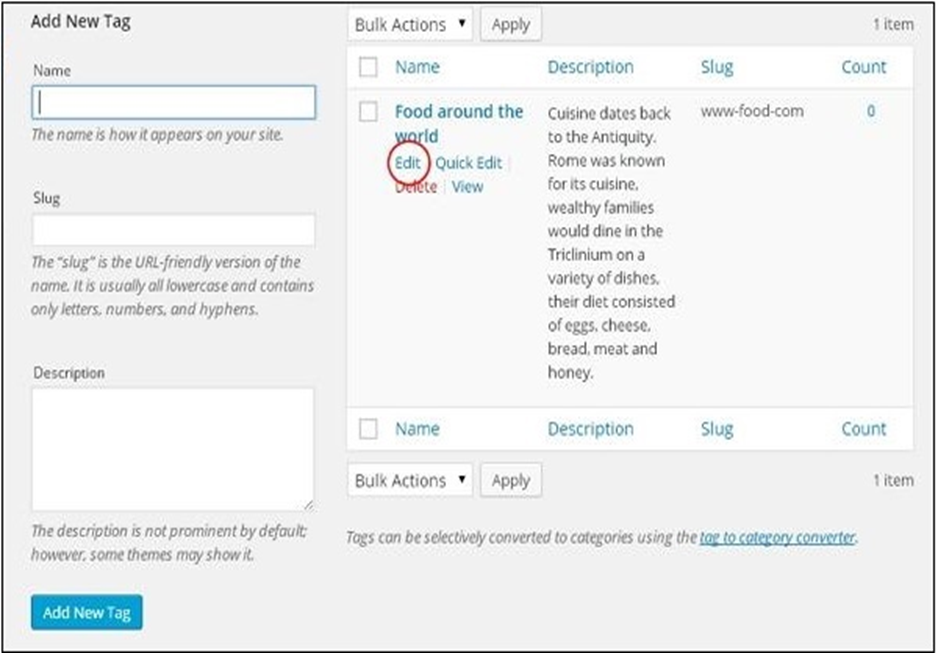 Add New Tag
Name
The name is how it appears on your site.
Slug
The “slug” is the URL-friendly version of the
name. It is usually all lowercase and contains
only letters, numbers, and hyphens.
Description
The description is not prominent by default;
however, some themes may show it.
Add New Tag
Bulk Actions Apply 1 item
Name Description Slug Count
Food around the
world
Edit Quick Edit |
Delete | View
Cuisine dates back
to the Antiquity.
Rome was known
for its cuisine,
wealthy families
would dine in the
Triclinium on a
variety of dishes,
their diet consisted
of eggs, cheese,
bread, meat and
honey.
www-food-com
0
Name Description Slug Count
Bulk Actions Apply 1 item
Tags can be selectively converted to categories using the tag to category converter.